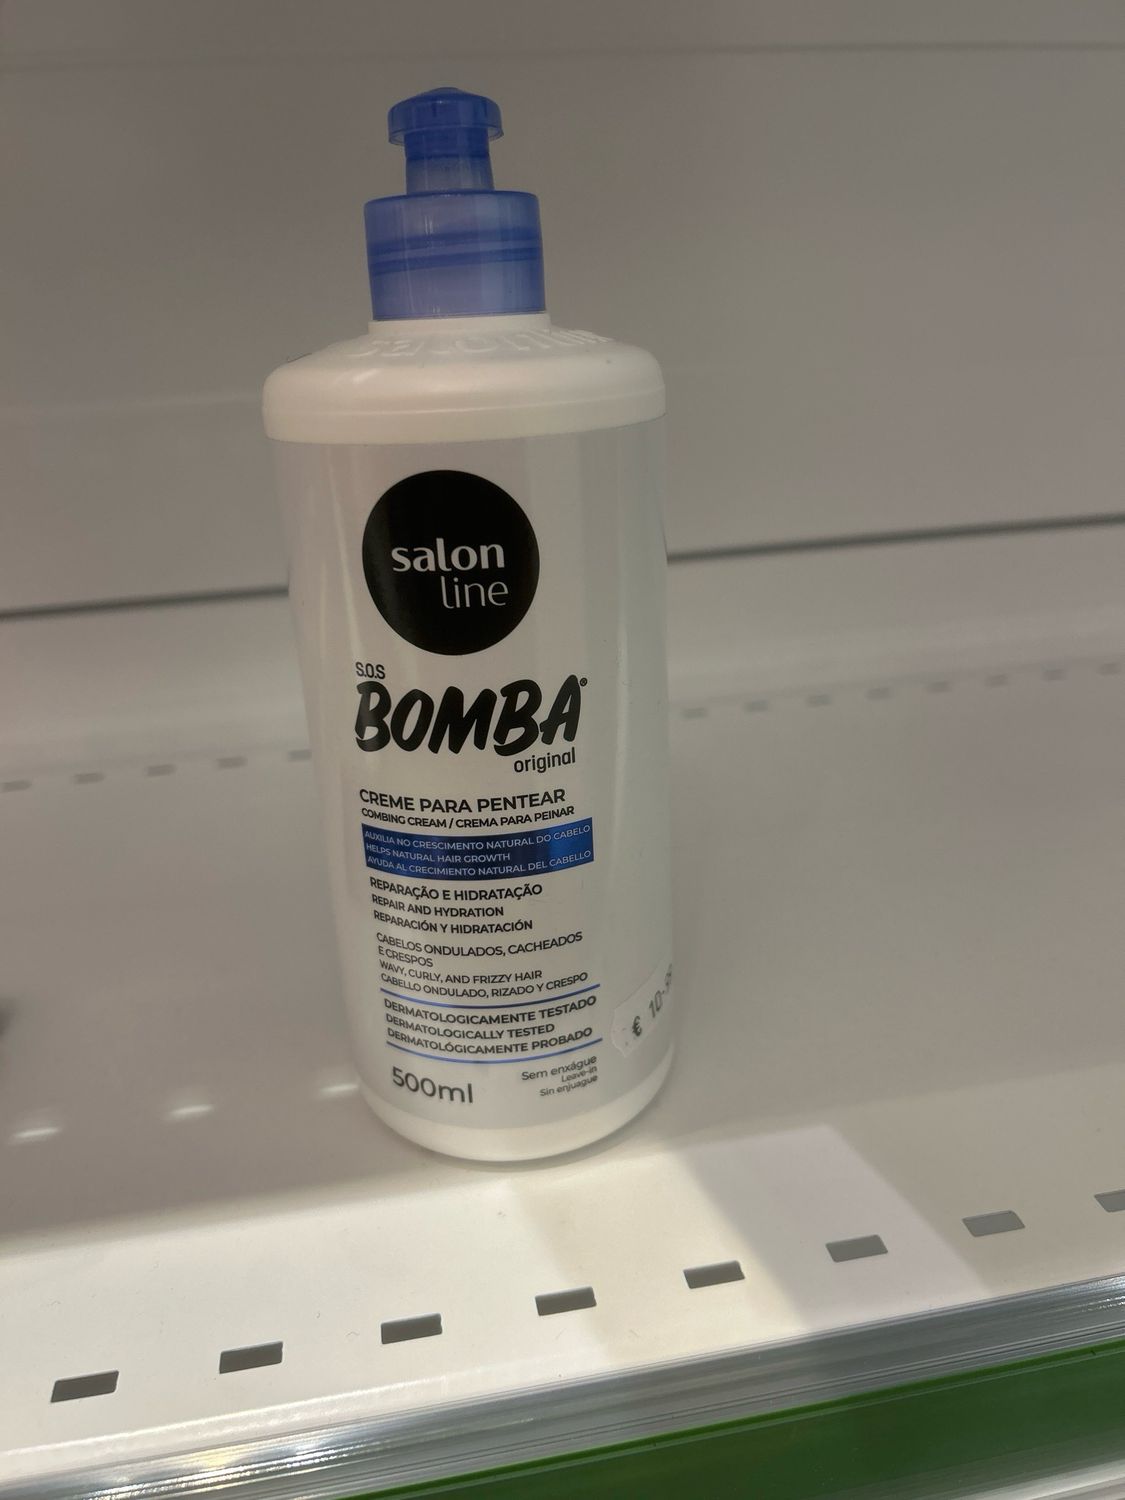 salon
line
S.O.S
BOMBA®
original
CREME PARA PENTEAR
COMBING CREAM / CREMA PARA PEINAR
AUXILIA NO CRESCIMENTO NATURAL DO CABELO
HELPS NATURAL HAIR GROWTH
AYUDA AL CRECIMIENTO NATURAL DEL CABELLO
REPARAÇÃO E HIDRATAÇÃO
REPAIR AND HYDRATION
REPARACIÓN Y HIDRATACIÓN
CABELOS ONDULADOS, CACHEADOS
E CRESPOS
WAVY, CURLY, AND FRIZZY HAIR
CABELLO ONDULADO, RIZADO Y CRESPO
DERMATOLOGICAMENTE TESTADO
DERMATOLOGICALLY TESTED
DERMATOLÓGICAMENTE PROBADO
500ml
Sem enxágue
Leave-in
Sin enjuague